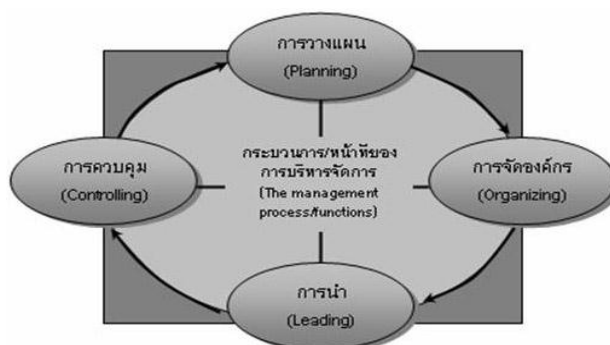 การวางแผน
(Planning)
การควบคุม
(Controlling)
กระบวนการ/หน้าที่ของ
การบริหารจัดการ
(The management
process/functions)
การจัดองค์กร
(Organizing)
การนำ
(Leading)